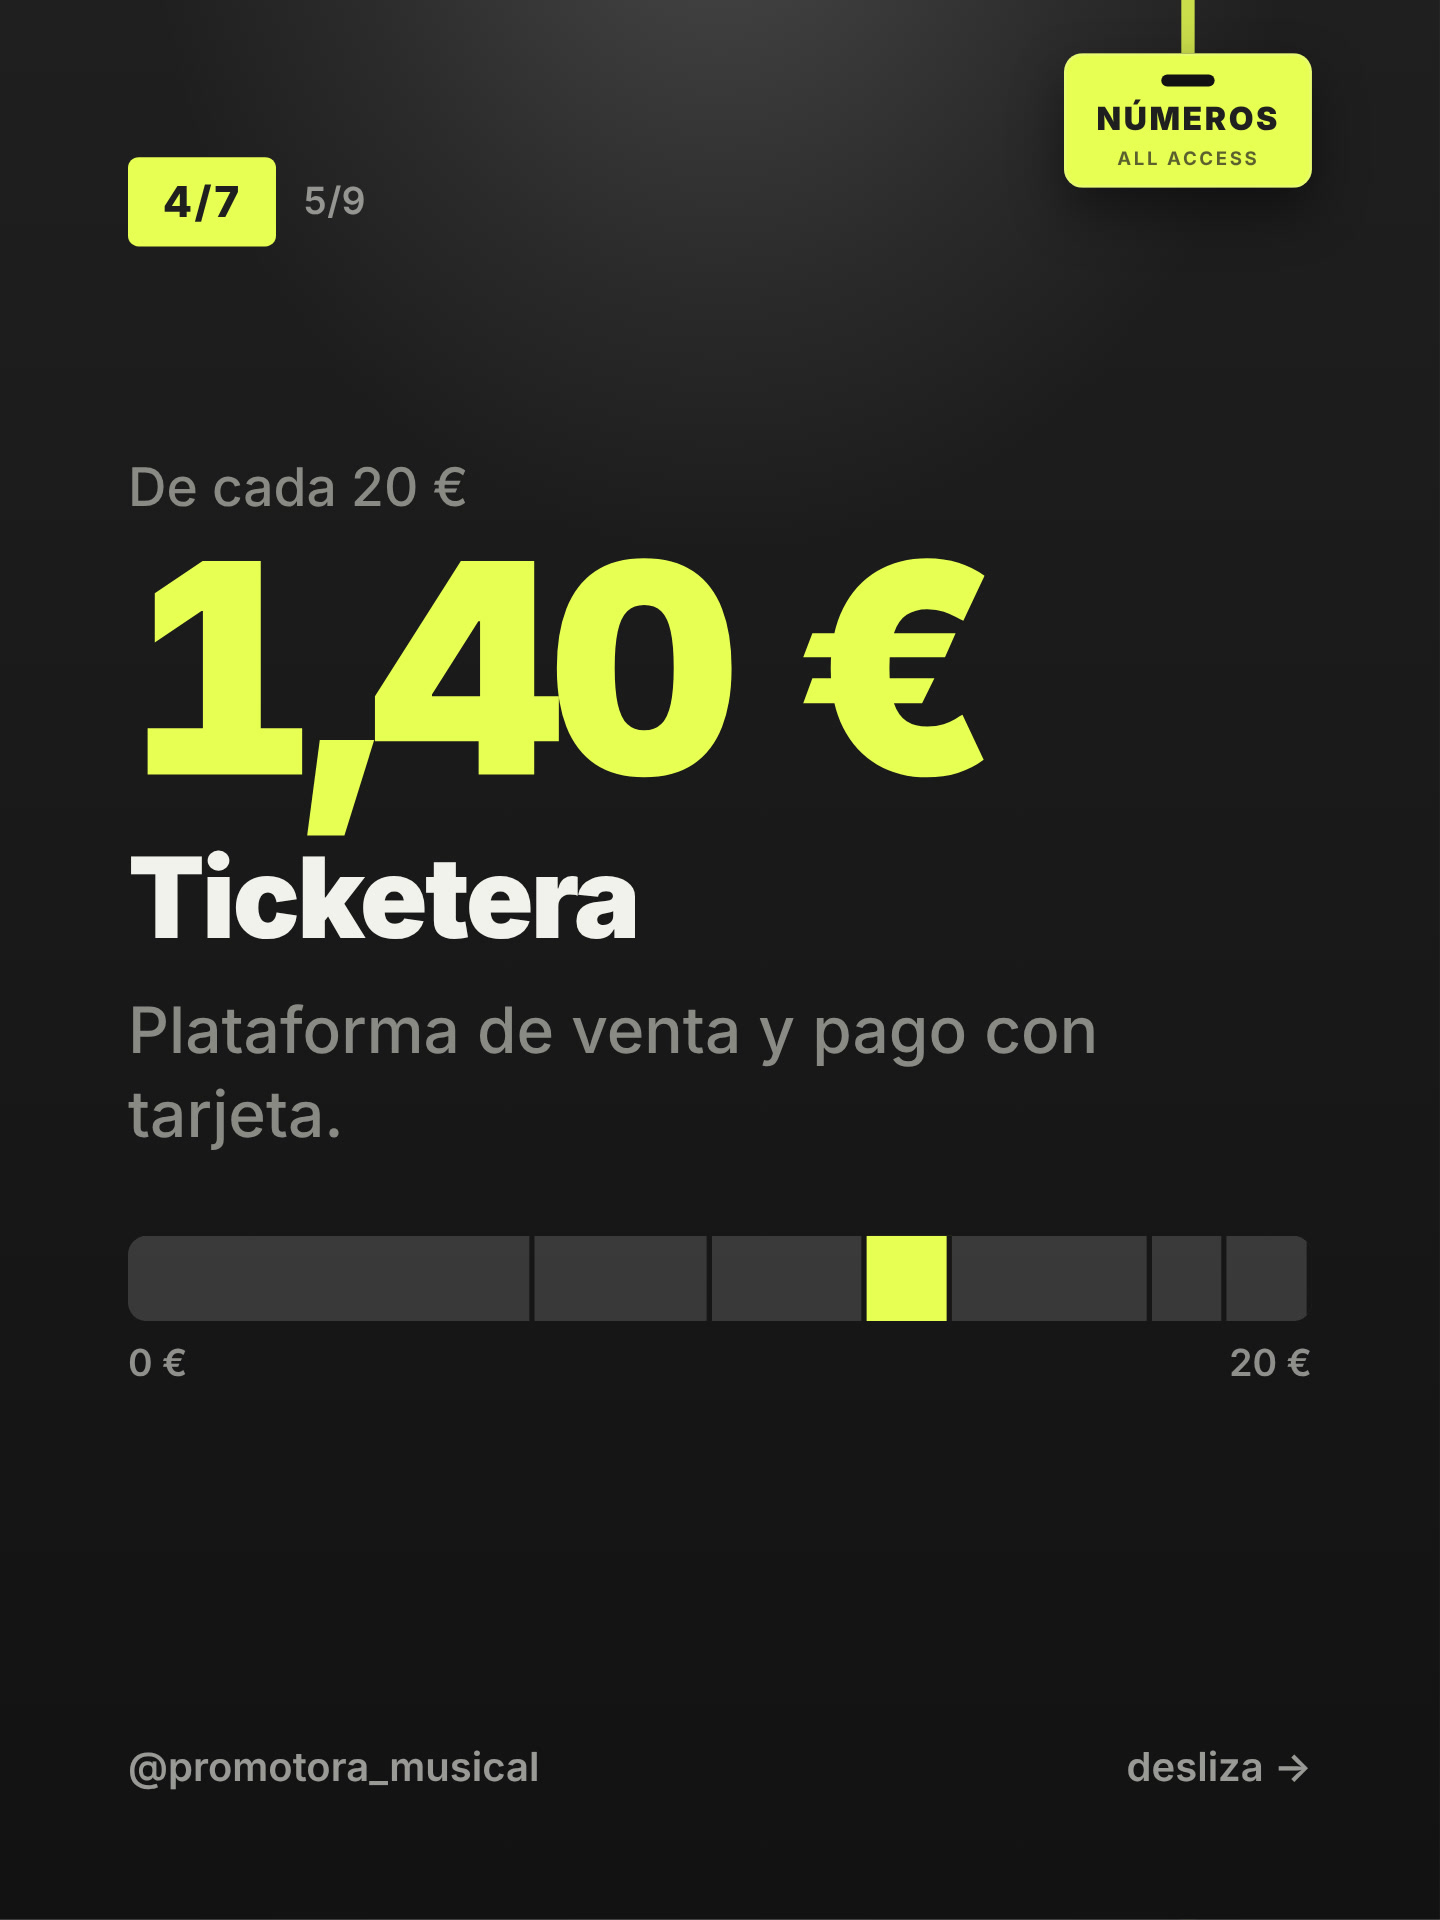 NÚMEROS
ALL ACCESS
4/7 5/9
De cada 20 €
1,40 €
Ticketera
Plataforma de venta y pago con
tarjeta.
0 € 20 €
@promotora_musical desliza →